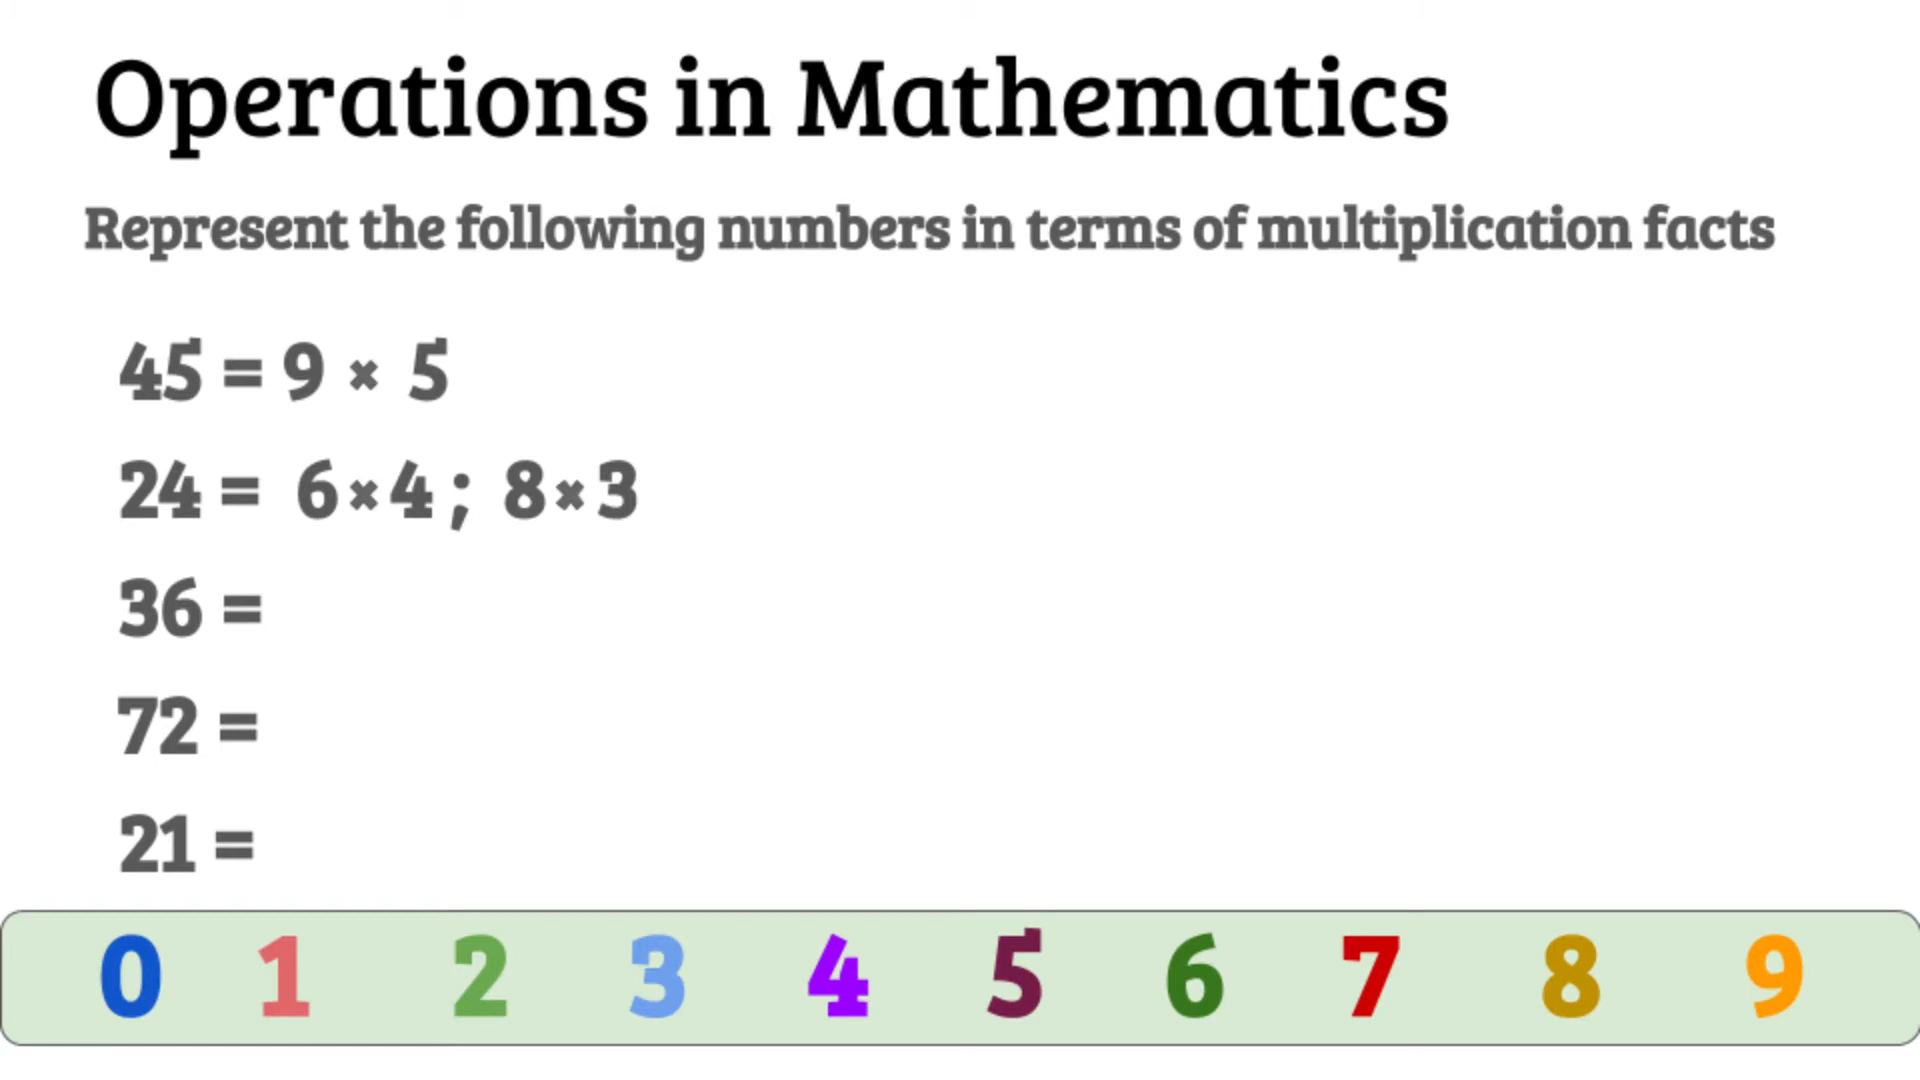 Operations in Mathematics
Represent the following numbers in terms of multiplication facts
45 = 9 × 5
24 = 6×4; 8×3
36 =
72 =
21 =
0 1 2 3 4 5 6 7 8 9